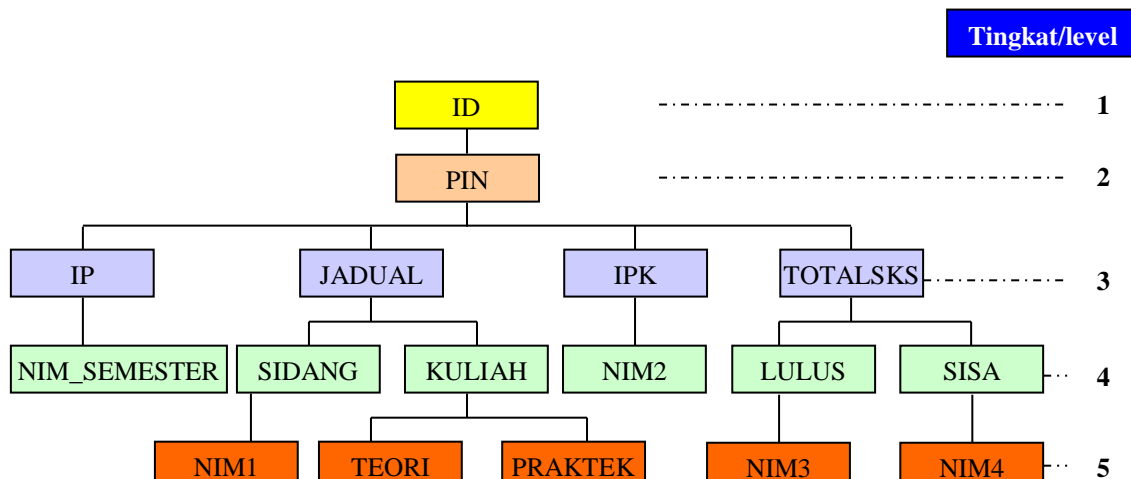 Tingkat/level
ID
1
PIN
2
IP
JADUAL
IPK
TOTALSKS
3
NIM_SEMESTER
SIDANG
KULIAH
NIM2
LULUS
SISA
4
NIM1
TEORI
PRAKTEK
NIM3
NIM4
5